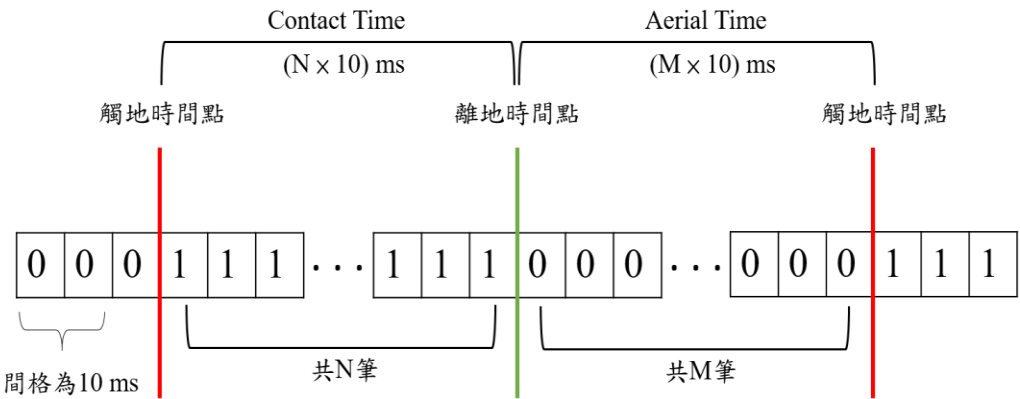 Contact Time
Aerial Time
(N × 10) ms
(M × 10) ms
觸地時間點
離地時間點
觸地時間點
0 0 0 1 1 1 ··· 1 1 1 0 0 0 ··· 0 0 0 1 1 1
共N筆
共M筆
間格為10 ms